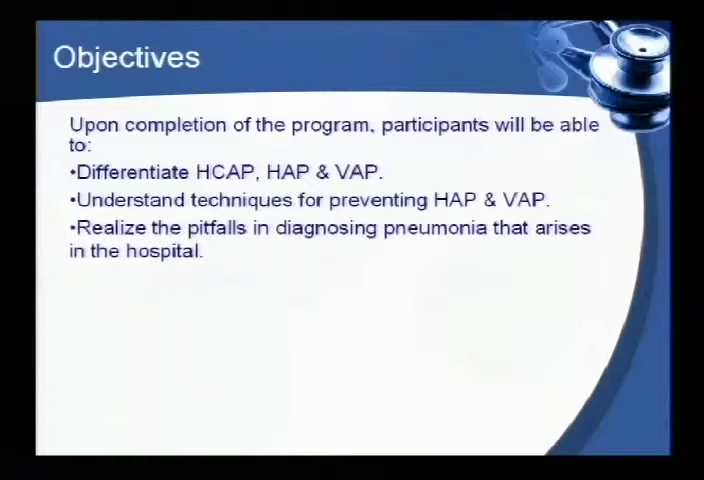 Objectives
Upon completion of the program, participants will be able
to:
•Differentiate HCAP, HAP & VAP.
•Understand techniques for preventing HAP & VAP.
•Realize the pitfalls in diagnosing pneumonia that arises
in the hospital.